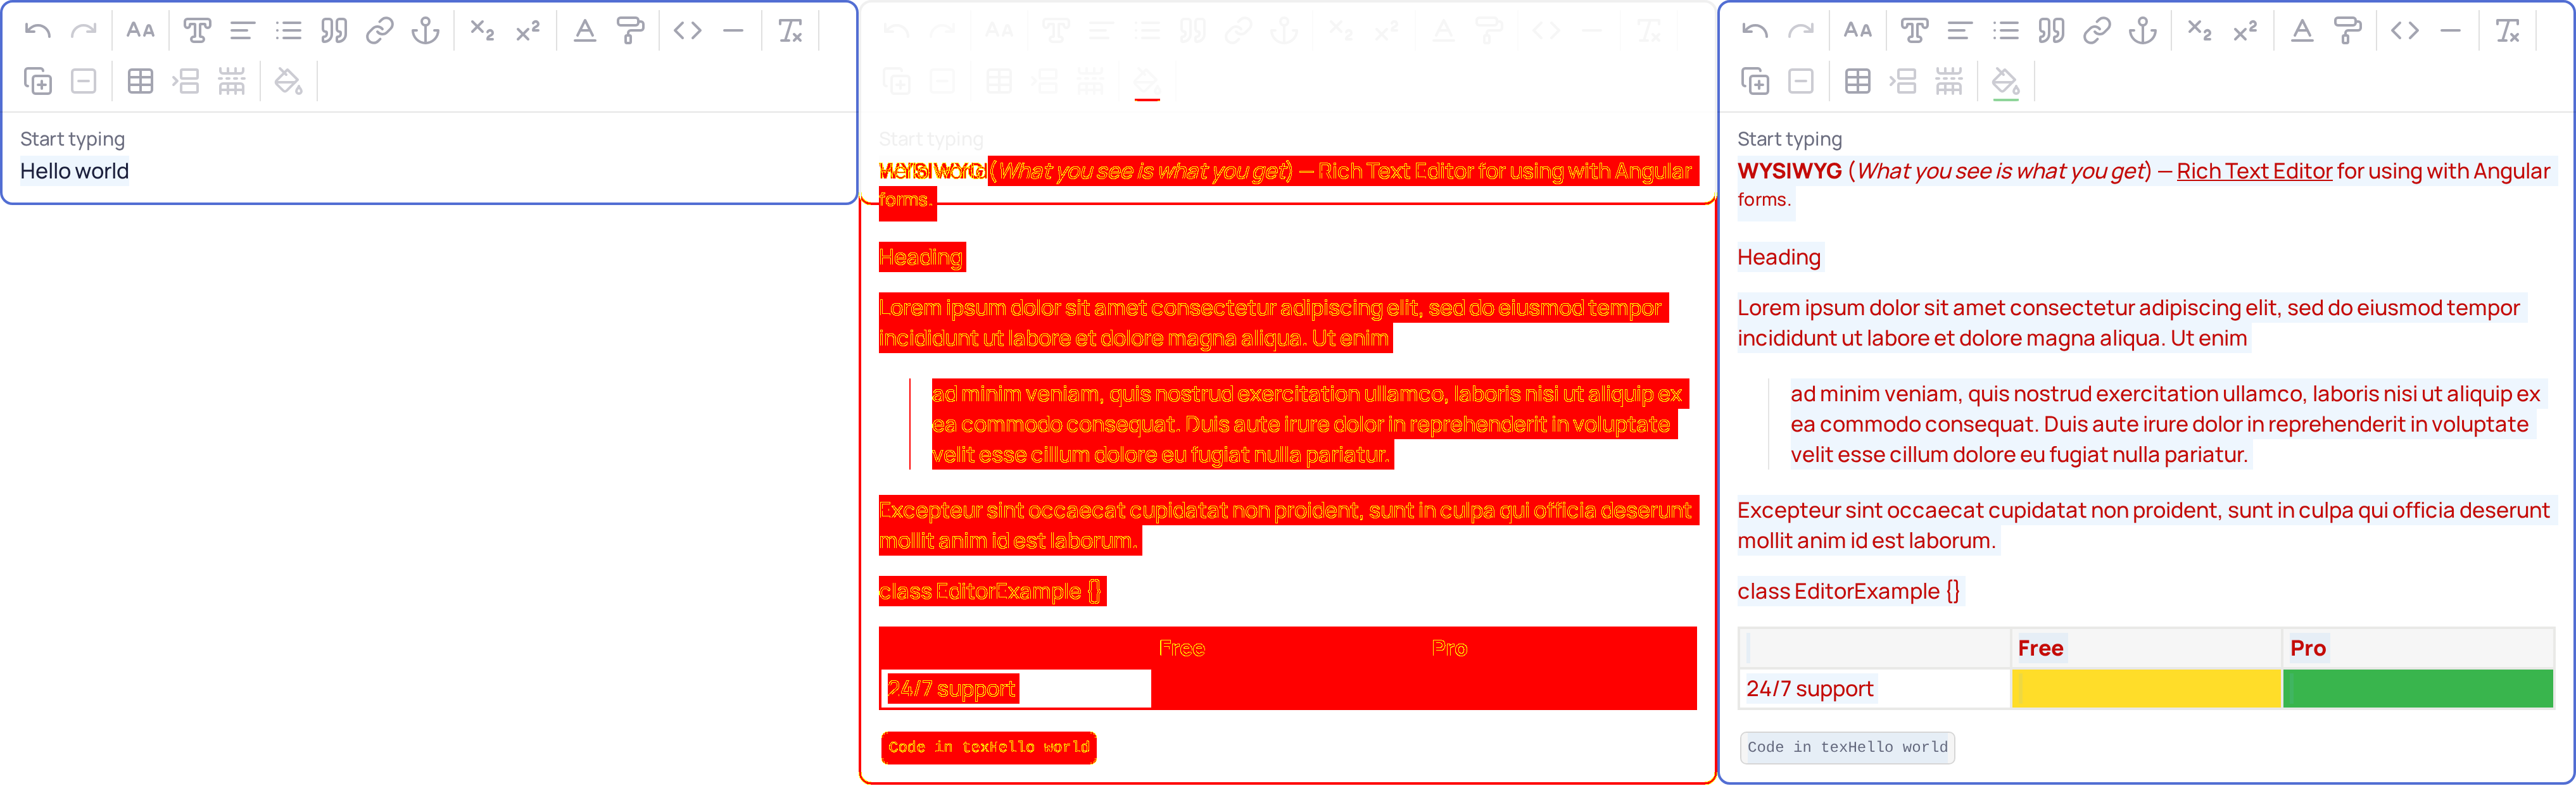 Start typing
Hello world
Start typing
WYSIWYG (What you see is what you get) — Rich Text Editor for using with Angular
forms.
Heading
Lorem ipsum dolor sit amet consectetur adipiscing elit, sed do eiusmod tempor
incididunt ut labore et dolore magna aliqua. Ut enim
ad minim veniam, quis nostrud exercitation ullamco, laboris nisi ut aliquip ex
ea commodo consequat. Duis aute irure dolor in reprehenderit in voluptate
velit esse cillum dolore eu fugiat nulla pariatur.
Excepteur sint occaecat cupidatat non proident, sunt in culpa qui officia deserunt
mollit anim id est laborum.
class EditorExample {}
Free Pro
24/7 support
Code in texHello world
Start typing
WYSIWYG (What you see is what you get) — Rich Text Editor for using with Angular
forms.
Heading
Lorem ipsum dolor sit amet consectetur adipiscing elit, sed do eiusmod tempor
incididunt ut labore et dolore magna aliqua. Ut enim
ad minim veniam, quis nostrud exercitation ullamco, laboris nisi ut aliquip ex
ea commodo consequat. Duis aute irure dolor in reprehenderit in voluptate
velit esse cillum dolore eu fugiat nulla pariatur.
Excepteur sint occaecat cupidatat non proident, sunt in culpa qui officia deserunt
mollit anim id est laborum.
class EditorExample {}
Free Pro
24/7 support
Code in texHello world